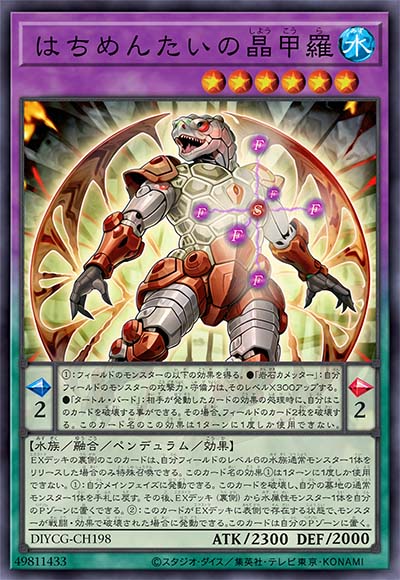 はちめんたいの晶甲羅
しょう こう ら
水
F
F
S
F
F
F
F
①：フィールドのモンスターの以下の効果を得る。●「岩石カメッター」：自分
フィールドのモンスターの攻撃力・守備力は、そのレベル×300アップする。
●「タートル・バード」：相手が発動したカードの効果の処理時に、自分は
このカードを破壊する事ができる。その場合、フィールドのカード2枚を破壊す
る。このカード名のこの効果は1ターンに1度しか使用できない。
2
2
【水族／融合／ペンデュラム／効果】
EXデッキの裏側のこのカードは、自分フィールドのレベル6の水族通常モンスター1体を
リリースした場合のみ特殊召喚できる。このカード名の効果①は1ターンに1度しか使用で
きない。①：自分メインフェイズに発動できる。このカードを破壊し、自分の墓地の通常
モンスター1体を手札に戻す。その後、EXデッキ（裏側）から水属性モンスター1体を自分
のPゾーンに置く。②：このカードがEXデッキに表側で存在する状態で、モンスター
が戦闘・効果で破壊された場合に発動できる。このカードを自分のPゾーンに置く。
DIYCG-CH198
ATK/2300 DEF/2000
49811433
©スタジオ・ダイス／集英社・テレビ東京・KONAMI